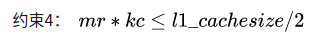 约束4： mr ∗ kc ≤ l1_cachesize/2